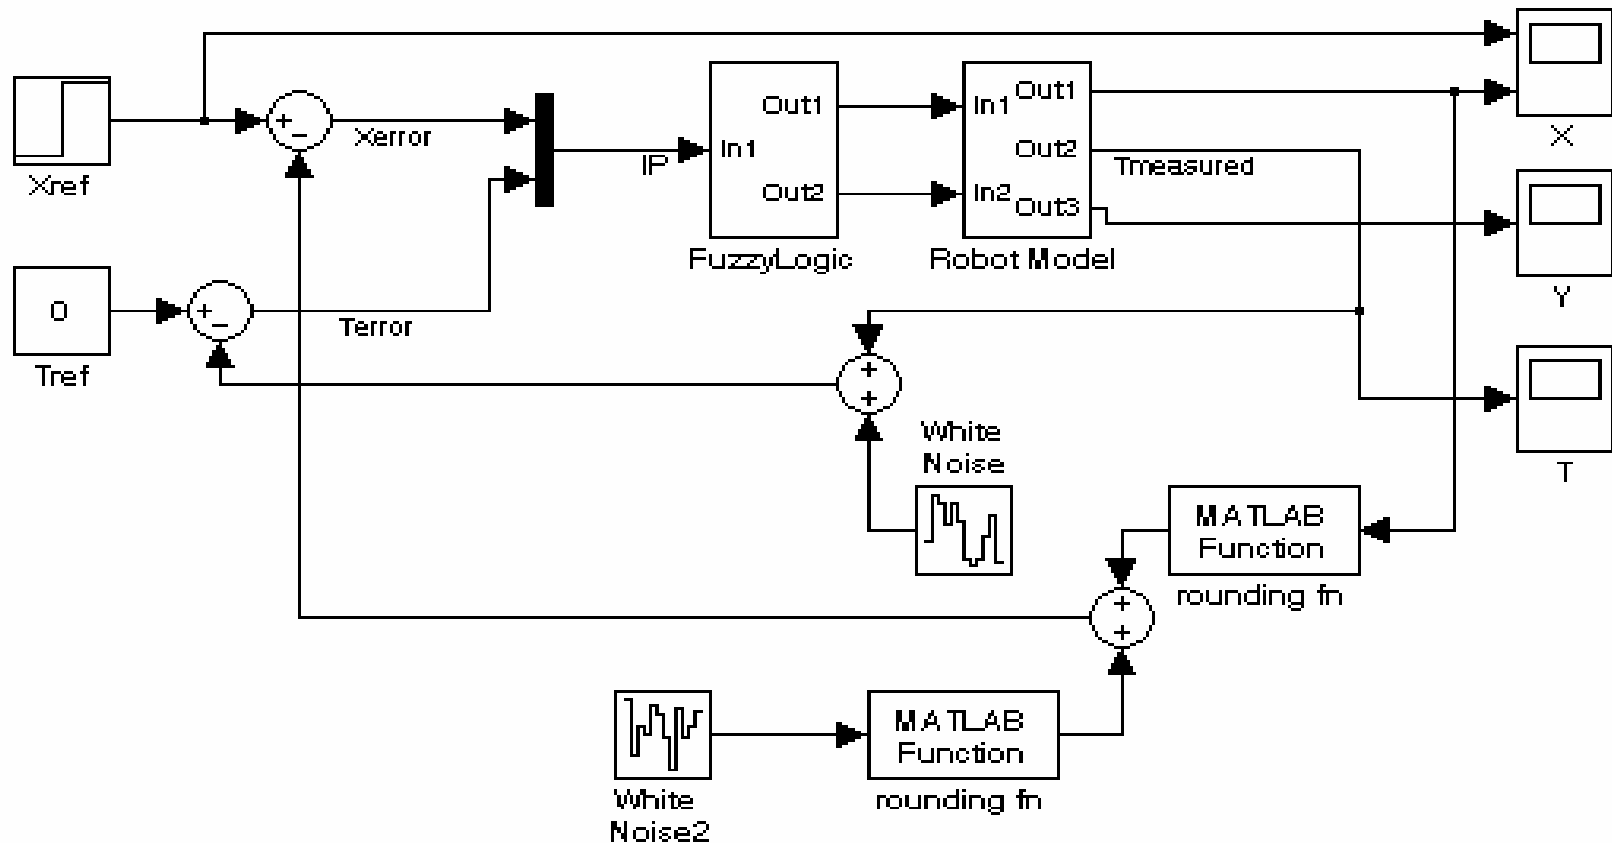 Xref
+
−
Xerror
IP
In1
Out1
Out2
FuzzyLogic
In1
In2
Out1
Out2
Out3
Robot Model
Tmeasured
X
Y
T
0
Tref
+
−
Terror
+
+
White
Noise
MATLAB
Function
rounding fn
+
+
White
Noise2
MATLAB
Function
rounding fn